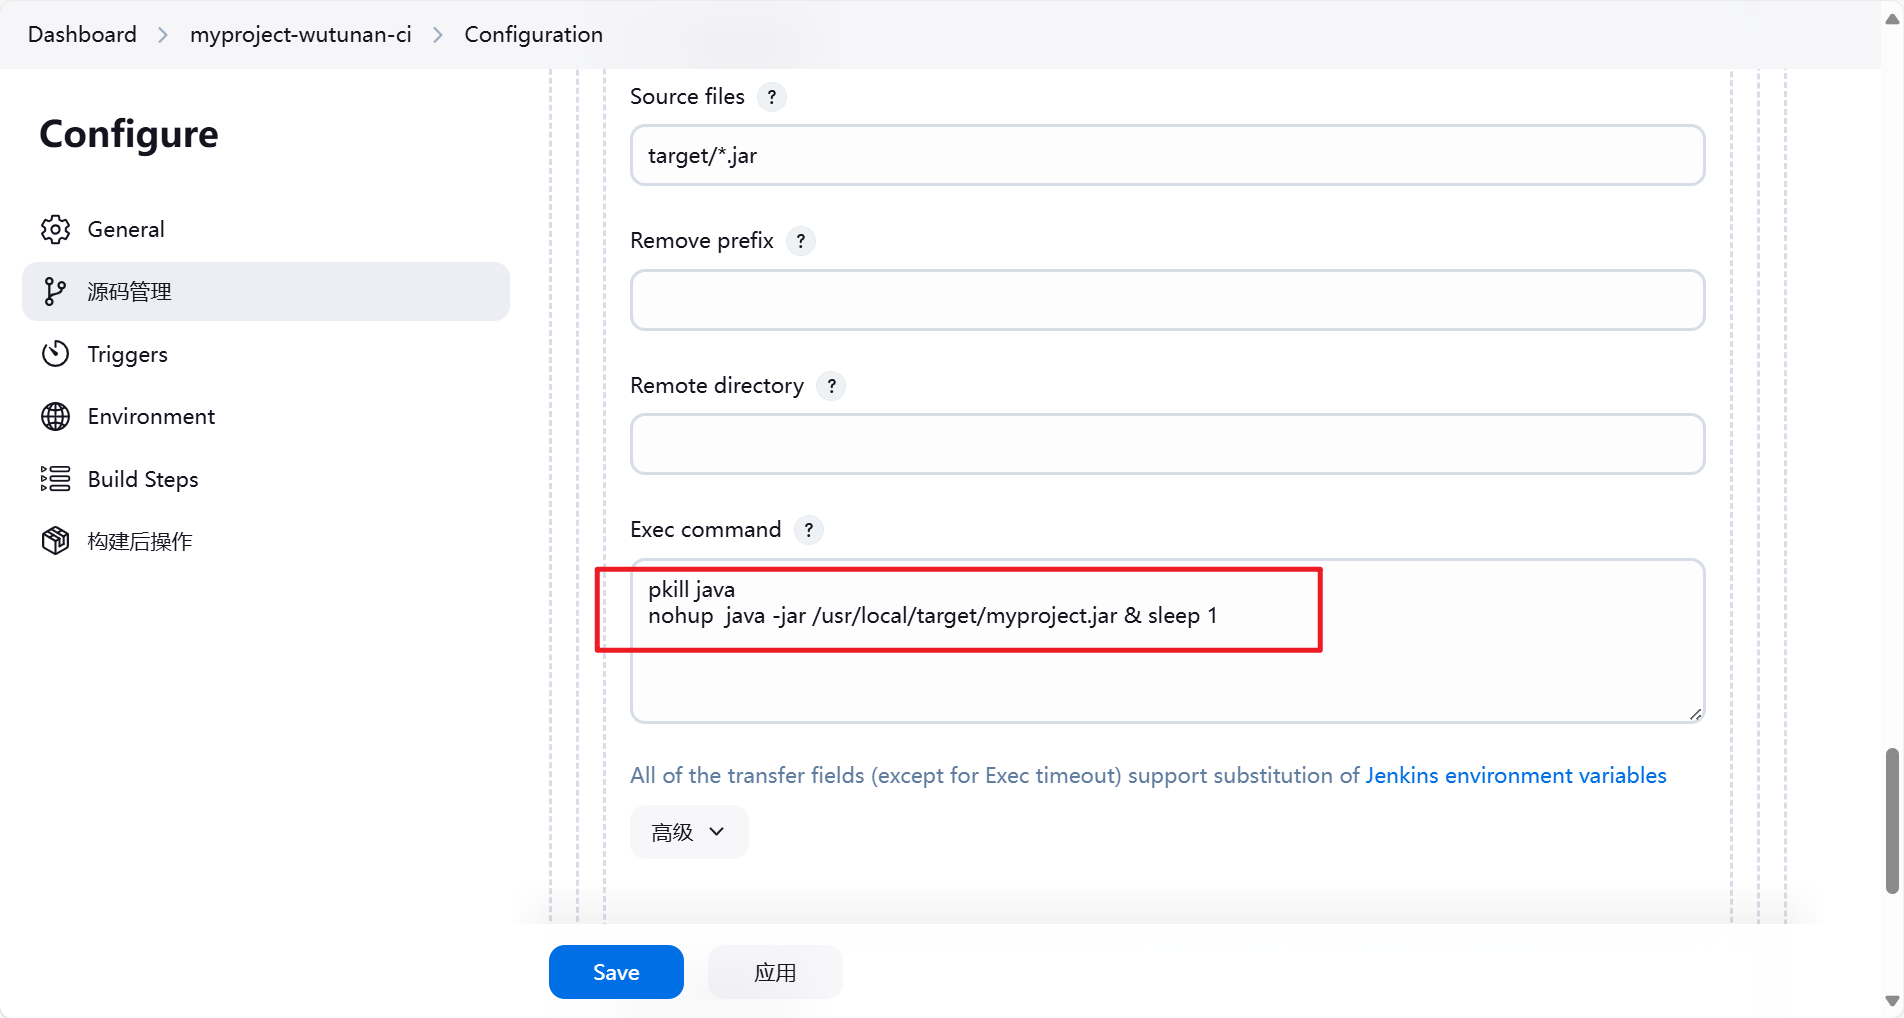 Dashboard > myproject-wutunan-ci > Configuration
Configure
General
源码管理
Triggers
Environment
Build Steps
构建后操作
Source files ?
target/*.jar
Remove prefix ?
Remote directory ?
Exec command ?
pkill java
nohup  java -jar /usr/local/target/myproject.jar & sleep 1
All of the transfer fields (except for Exec timeout) support substitution of Jenkins environment variables
高级
Save
应用